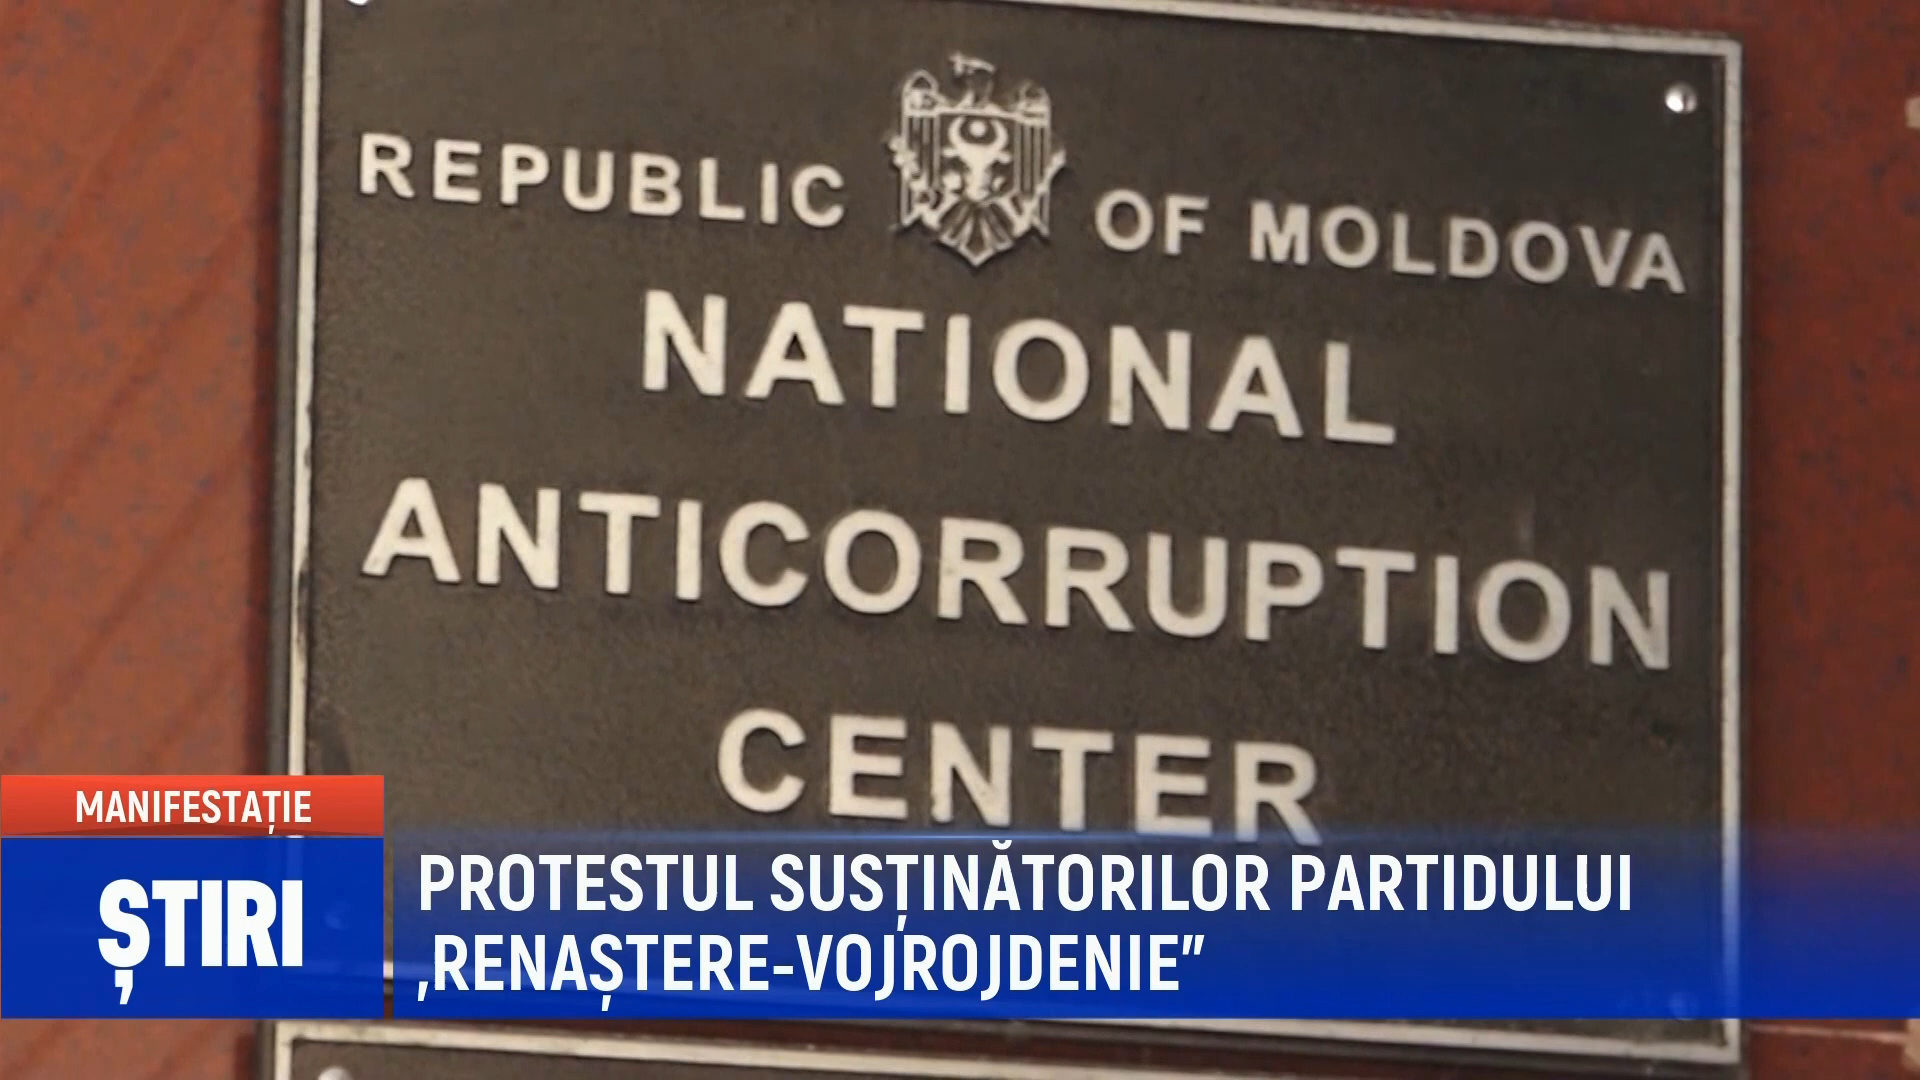 REPUBLIC OF MOLDOVA
NATIONAL
ANTICORRUPTION
CENTER
MANIFESTAȚIE
ȘTIRI
PROTESTUL SUSȚINĂTORILOR PARTIDULUI
„RENAȘTERE-VOJROJDENIE”